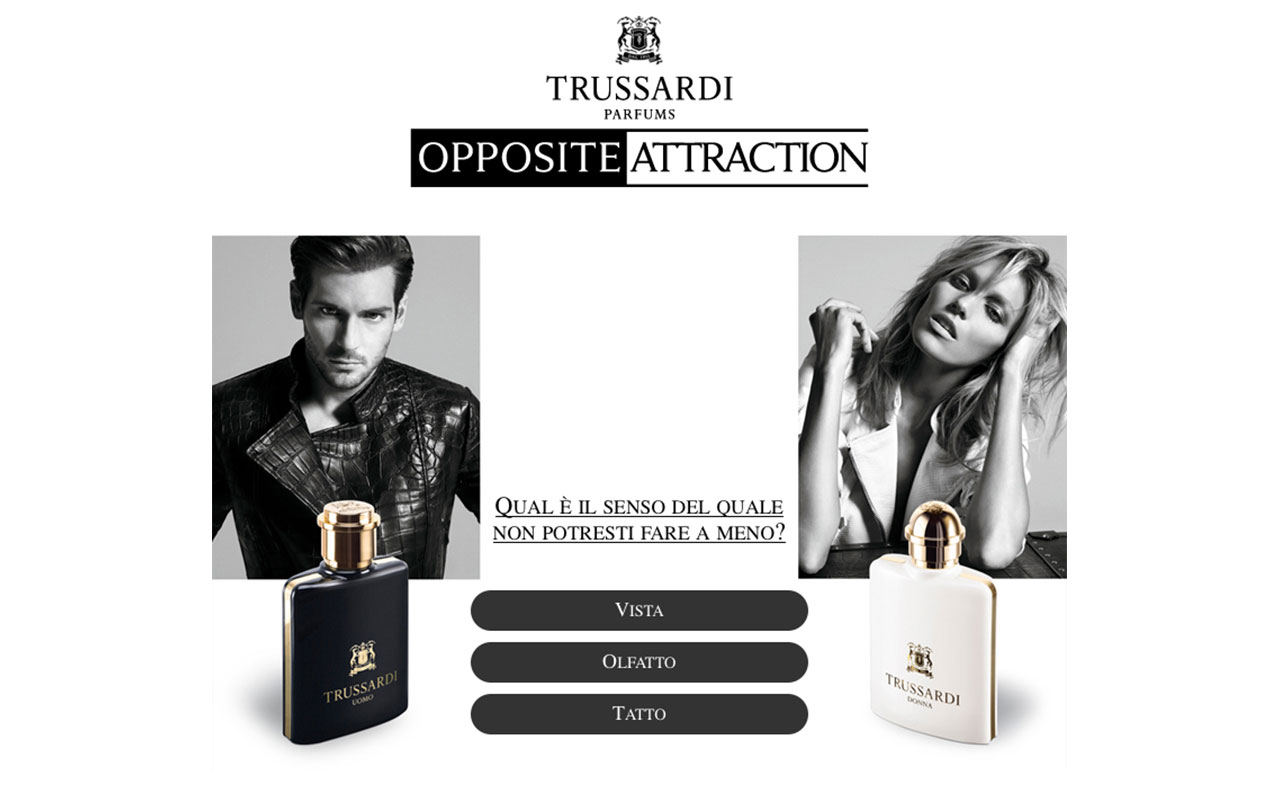 TRUSSARDI
PARFUMS
OPPOSITE ATTRACTION
QUAL È IL SENSO DEL QUALE
NON POTRESTI FARE A MENO?
VISTA
OLFATTO
TATTO
TRUSSARDI
UOMO
TRUSSARDI
DONNA